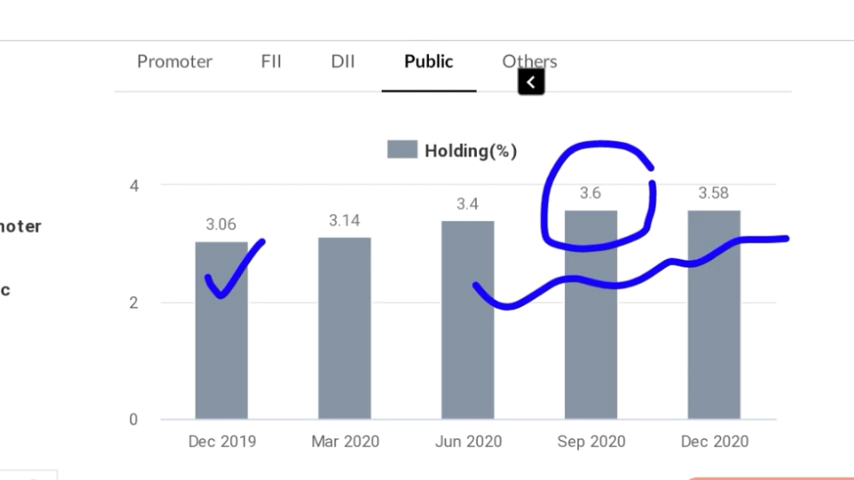 Promoter FII DII Public Others
Holding(%)
4
3.06 3.14 3.4 3.6 3.58
2
0
Dec 2019 Mar 2020 Jun 2020 Sep 2020 Dec 2020
noter
c